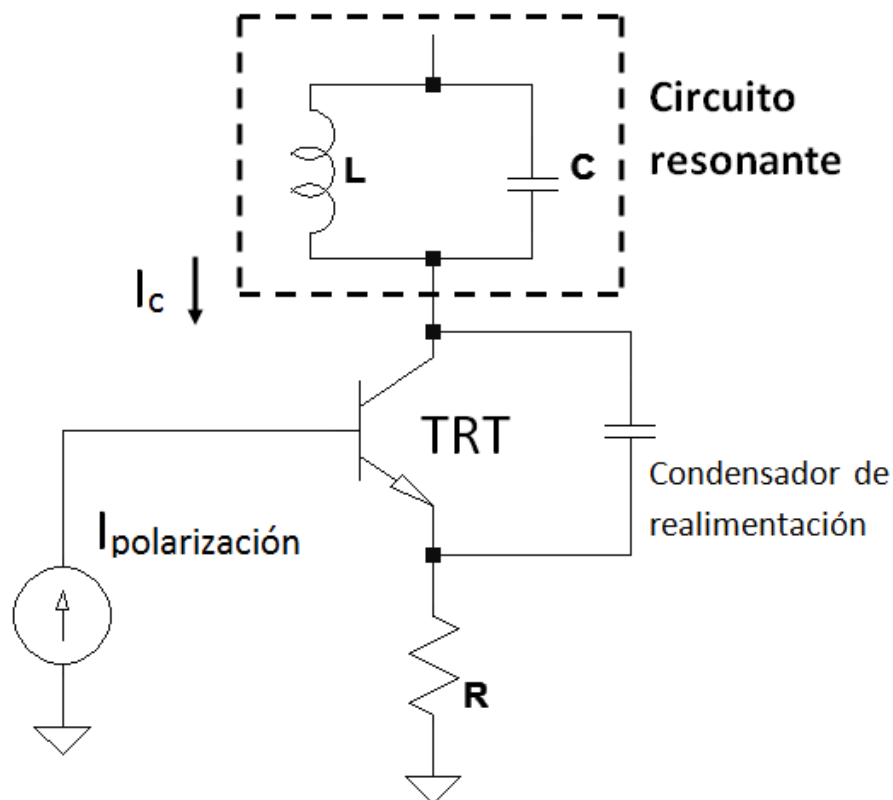 Circuito
resonante
L
C
Ic
TRT
Condensador de
realimentación
Ipolarización
R